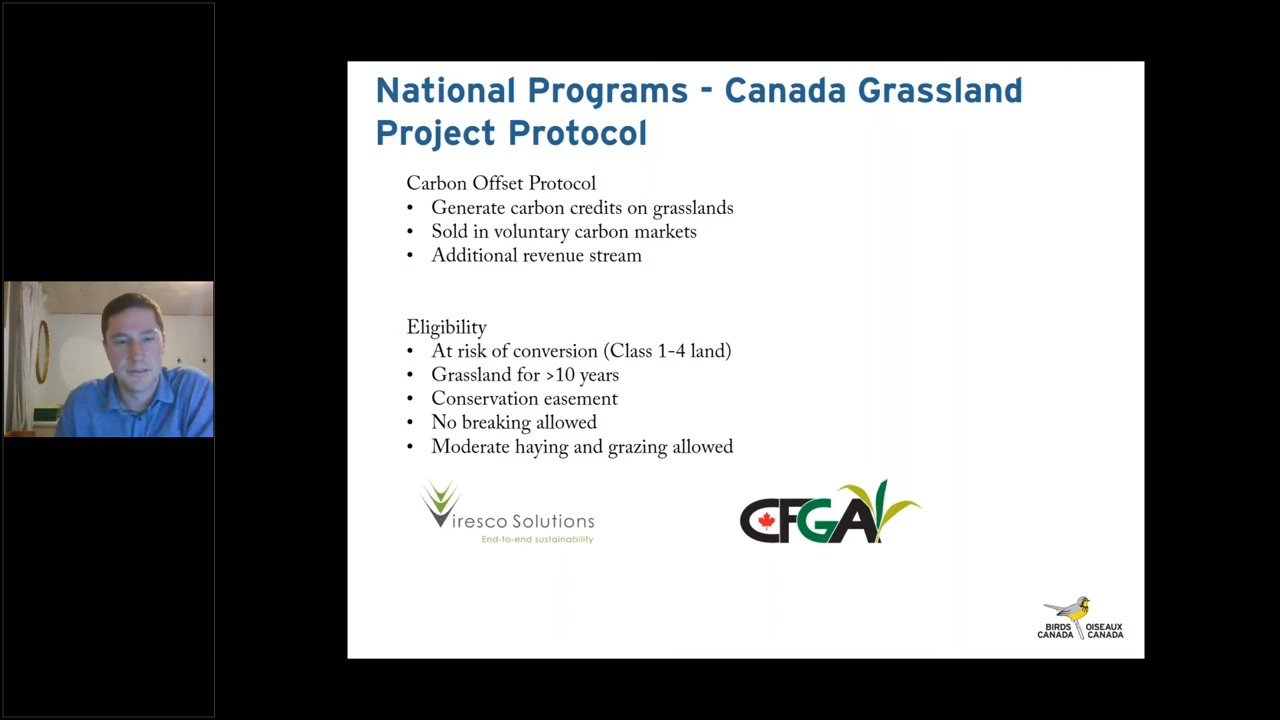 National Programs - Canada Grassland
Project Protocol
Carbon Offset Protocol
• Generate carbon credits on grasslands
• Sold in voluntary carbon markets
• Additional revenue stream
Eligibility
• At risk of conversion (Class 1-4 land)
• Grassland for >10 years
• Conservation easement
• No breaking allowed
• Moderate haying and grazing allowed
Viresco Solutions
End-to-end sustainability
CFGA
BIRDS CANADA
OISEAUX CANADA